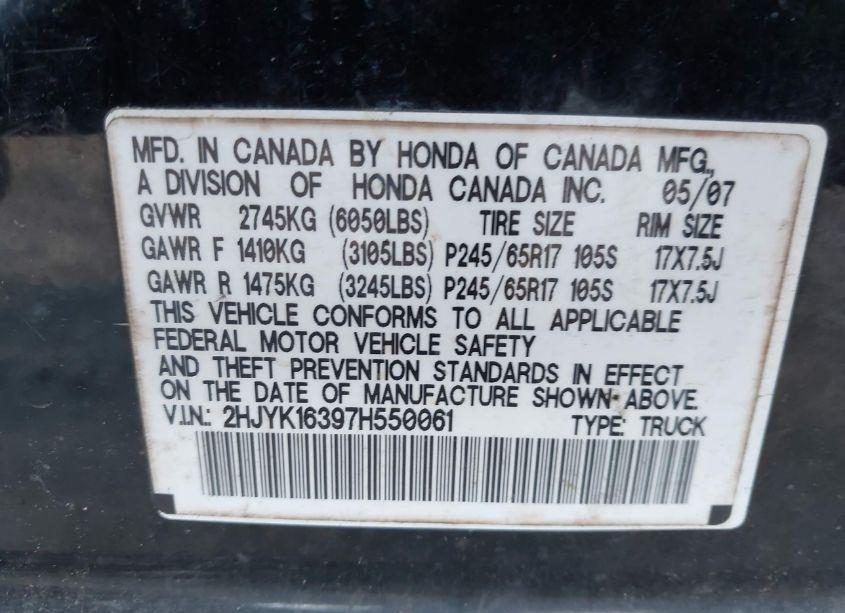 MFD. IN CANADA BY HONDA OF CANADA MFG.,
A DIVISION OF HONDA CANADA INC. 05/07
GVWR 2745KG (6050LBS) TIRE SIZE RIM SIZE
GAWR F 1410KG (3105LBS) P245/65R17 105S 17X7.5J
GAWR R 1475KG (3245LBS) P245/65R17 105S 17X7.5J
THIS VEHICLE CONFORMS TO ALL APPLICABLE
FEDERAL MOTOR VEHICLE SAFETY
AND THEFT PREVENTION STANDARDS IN EFFECT
ON THE DATE OF MANUFACTURE SHOWN ABOVE.
V.I.N.: 2HJYK16397H550061 TYPE: TRUCK